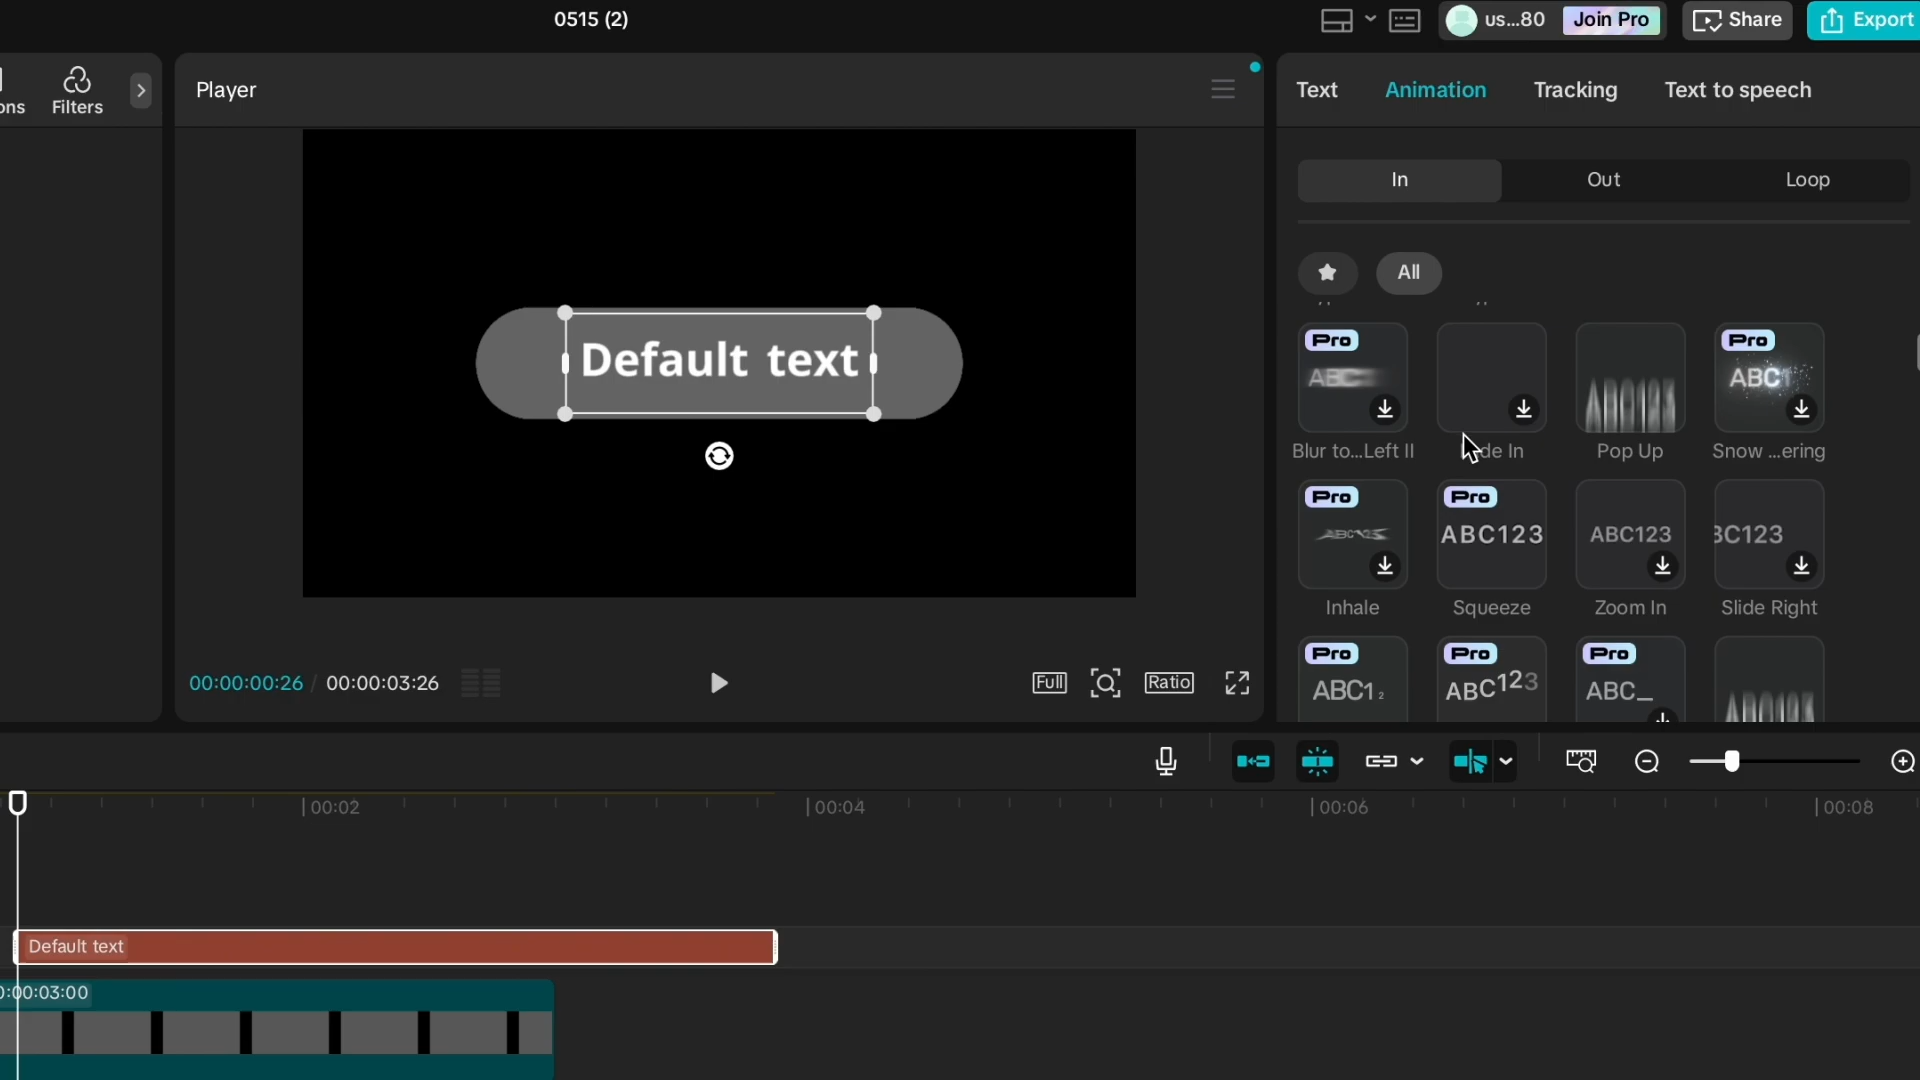 0515 (2)
us...80
Join Pro
Share
Export
ons
Filters
Player
Text
Animation
Tracking
Text to speech
In
Out
Loop
All
Default text
Pro
ABC
Pro
ABC1
Blur to...Left II
de In
Pop Up
Snow ...ering
Pro
Pro
ABC123
ABC123
BC123
Inhale
Squeeze
Zoom In
Slide Right
Pro
ABC12
Pro
ABC123
Pro
ABC_
00:00:00:26 / 00:00:03:26
Full
Ratio
00:02
00:04
00:06
00:08
Default text
0:00:03:00